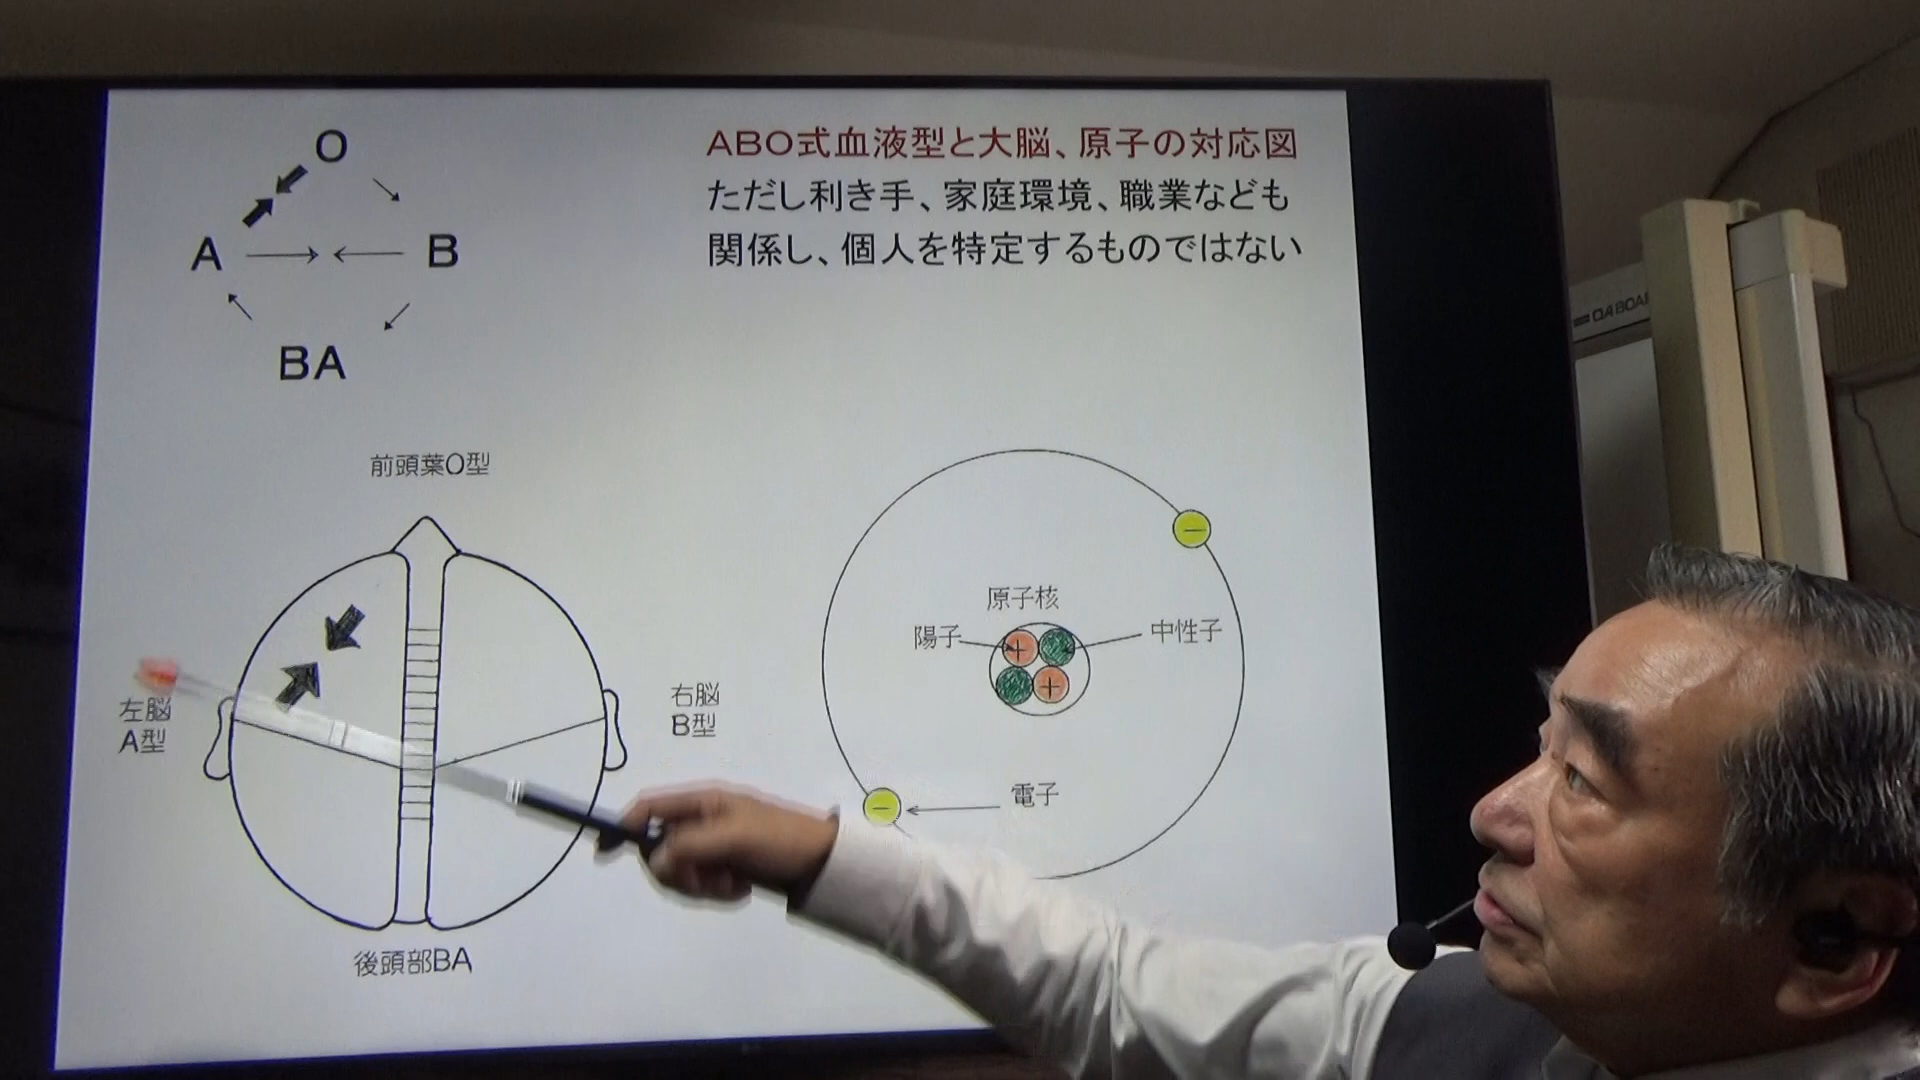 ABO式血液型と大脳、原子の対応図
ただし利き手、家庭環境、職業なども
関係し、個人を特定するものではない
O
A
B
BA
前頭葉O型
左脳
A型
右脳
B型
後頭部BA
原子核
陽子
中性子
電子
+
+
−
−